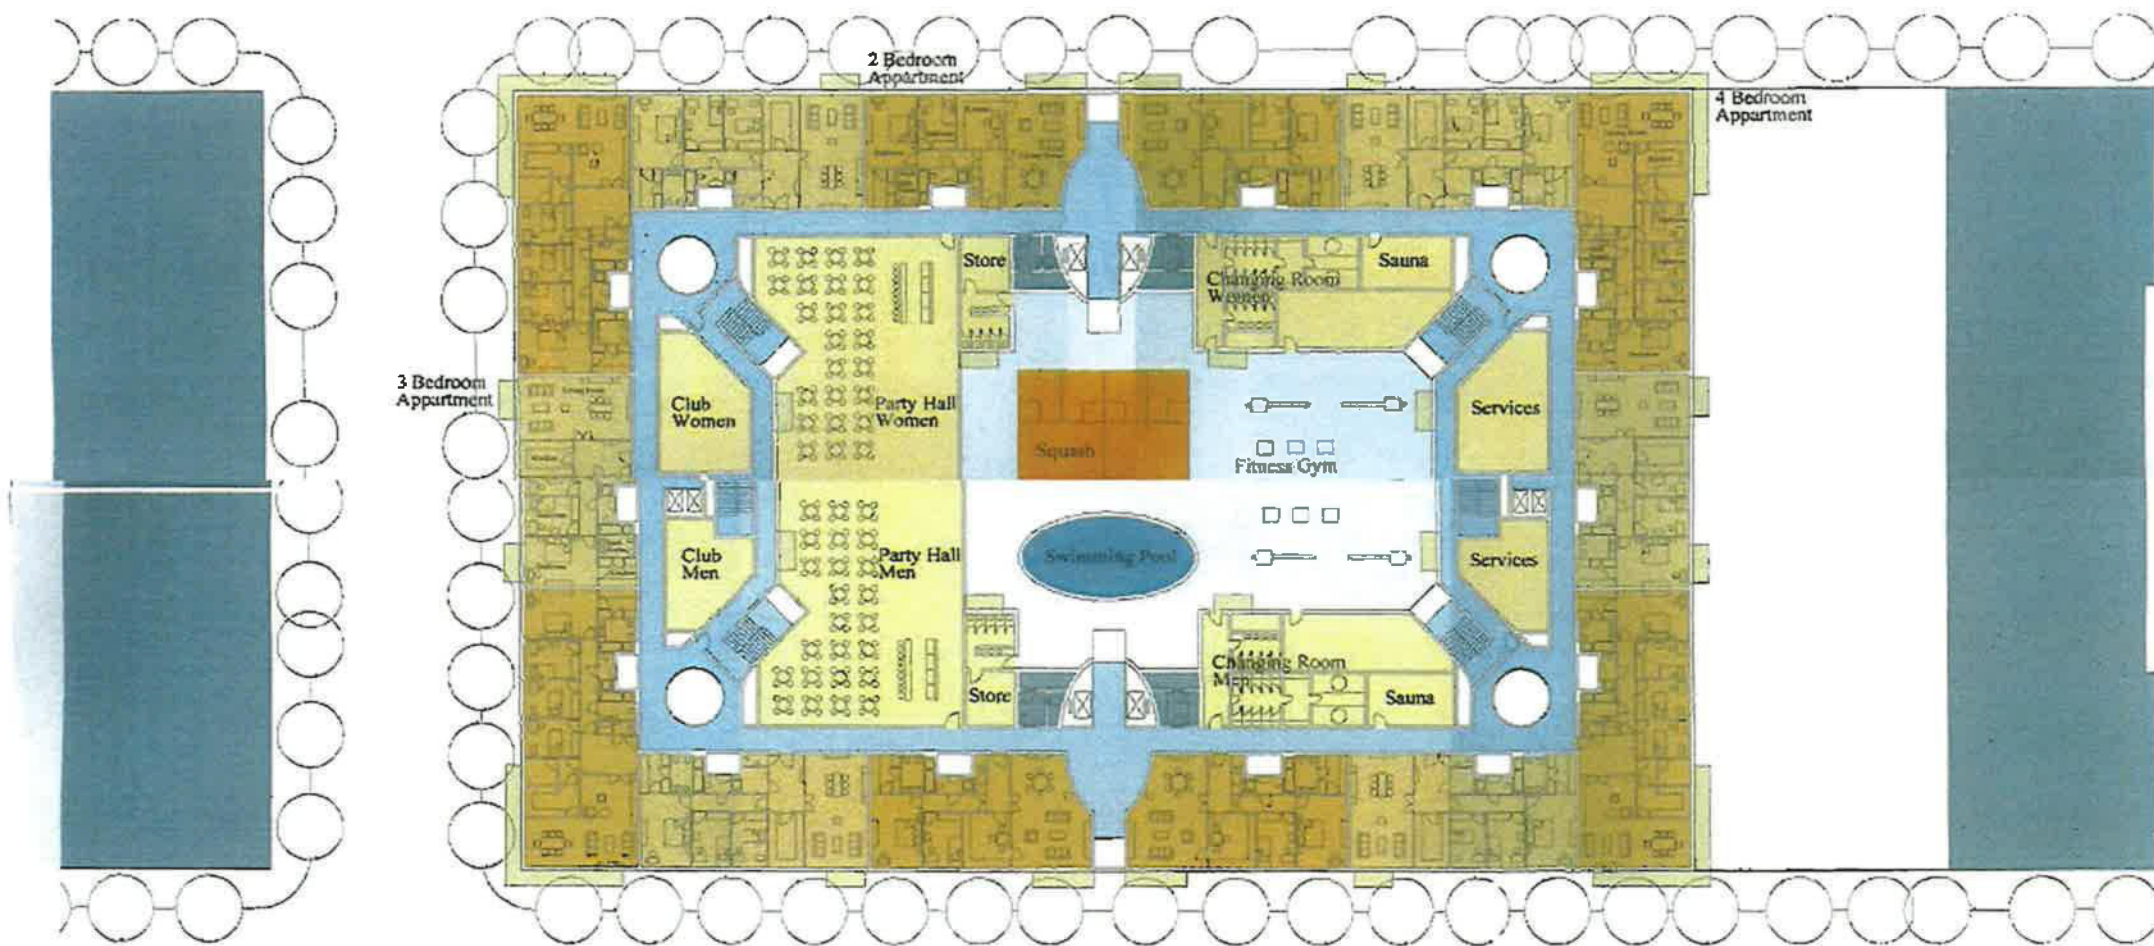 2 Bedroom
Appartment
4 Bedroom
Appartment
Store
Changing Room
Women
Sauna
3 Bedroom
Appartment
Club
Women
Party Hall
Women
Squash
Fitness Gym
Services
Club
Men
Party Hall
Men
Swimming Pool
Services
Store
Changing Room
Men
Sauna